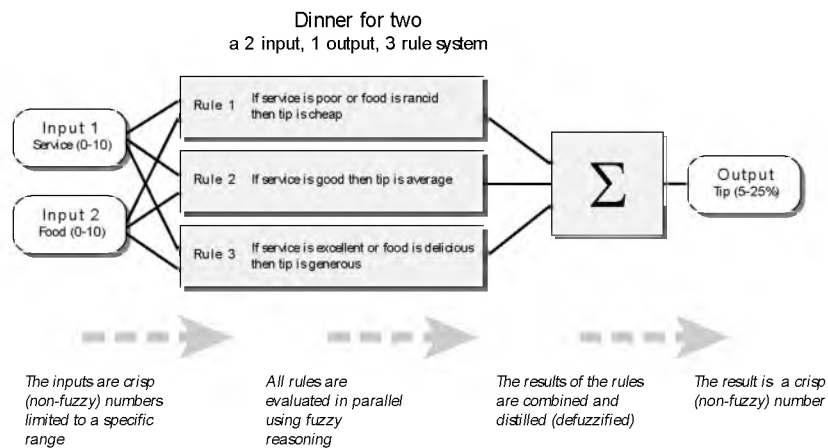 Dinner for two
a 2 input, 1 output, 3 rule system
Input 1
Service (0-10)
Input 2
Food (0-10)
Rule 1
If service is poor or food is rancid
then tip is cheap
Rule 2
If service is good then tip is average
Rule 3
If service is excellent or food is delicious
then tip is generous
Σ
Output
Tip (5-25%)
The inputs are crisp
(non-fuzzy) numbers
limited to a specific
range
All rules are
evaluated in parallel
using fuzzy
reasoning
The results of the rules
are combined and
distilled (defuzzified)
The result is a crisp
(non-fuzzy) number